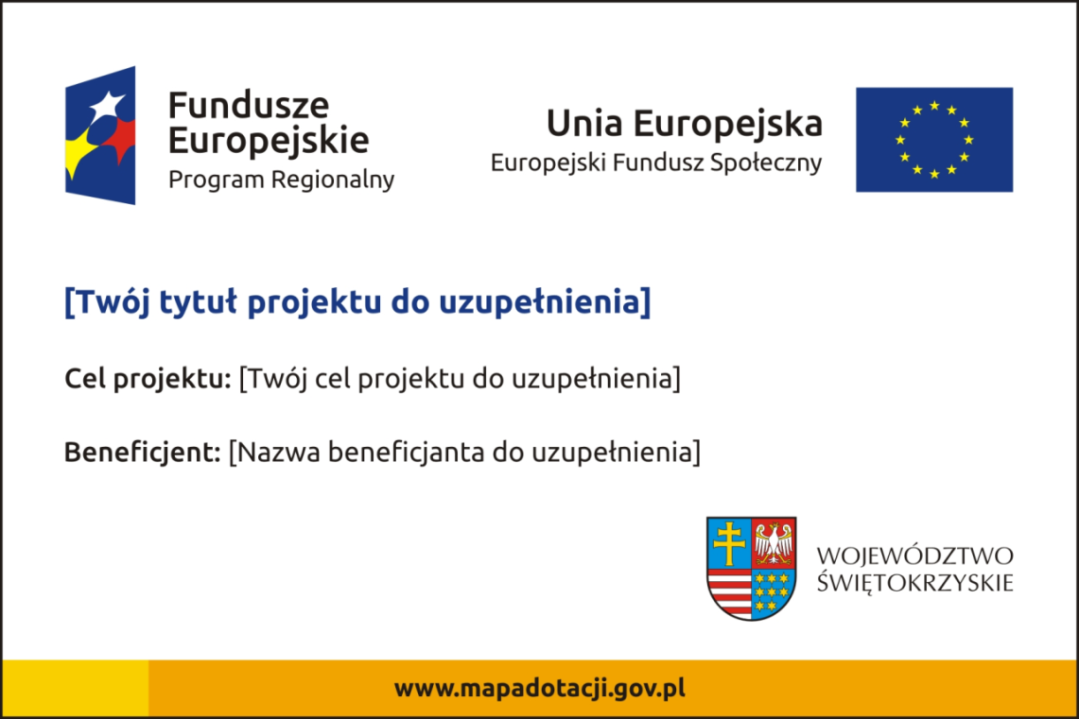 Fundusze
Europejskie
Program Regionalny
Unia Europejska
Europejski Fundusz Społeczny
[Twój tytuł projektu do uzupełnienia]
Cel projektu: [Twój cel projektu do uzupełnienia]
Beneficjent: [Nazwa beneficjanta do uzupełnienia]
WOJEWÓDZTWO
ŚWIĘTOKRZYSKIE
www.mapadotacji.gov.pl